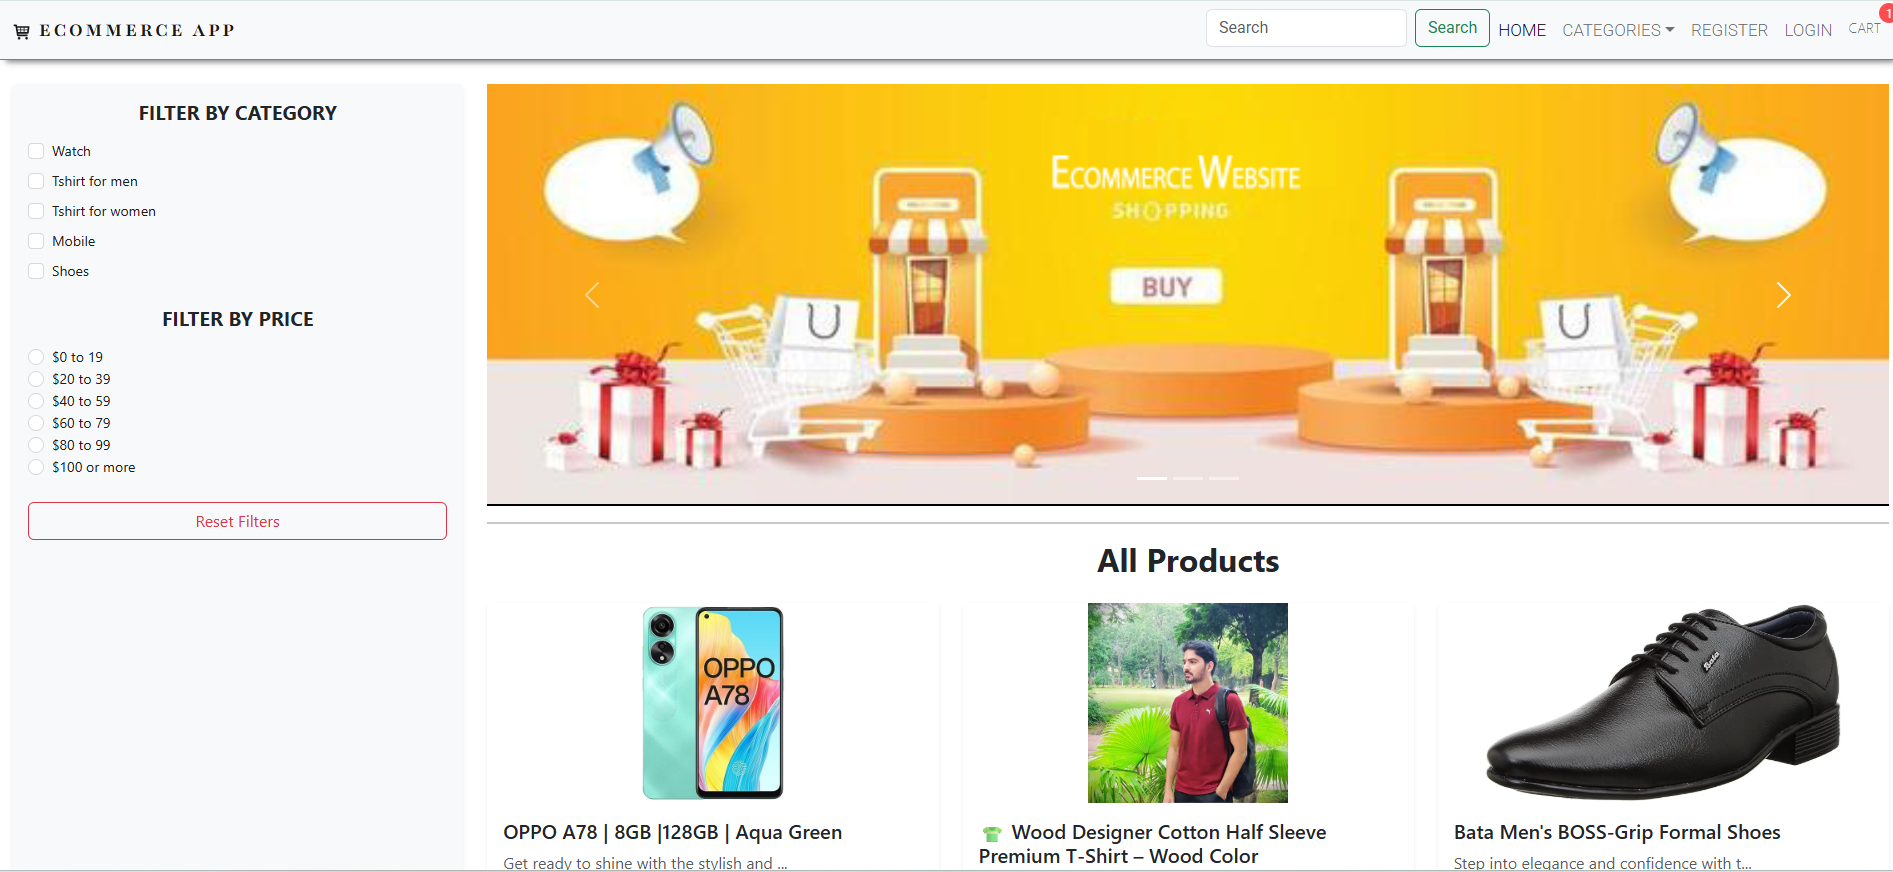 ECOMMERCE APP
Search
Search
HOME
CATEGORIES
REGISTER
LOGIN
CART
1
FILTER BY CATEGORY
Watch
Tshirt for men
Tshirt for women
Mobile
Shoes
FILTER BY PRICE
$0 to 19
$20 to 39
$40 to 59
$60 to 79
$80 to 99
$100 or more
Reset Filters
ECOMMERCE WEBSITE
SHOPPING
BUY
All Products
OPPO
A78
Bata
OPPO A78 | 8GB |128GB | Aqua Green
Get ready to shine with the stylish and ...
Wood Designer Cotton Half Sleeve
Premium T-Shirt – Wood Color
Bata Men's BOSS-Grip Formal Shoes
Step into elegance and confidence with t...